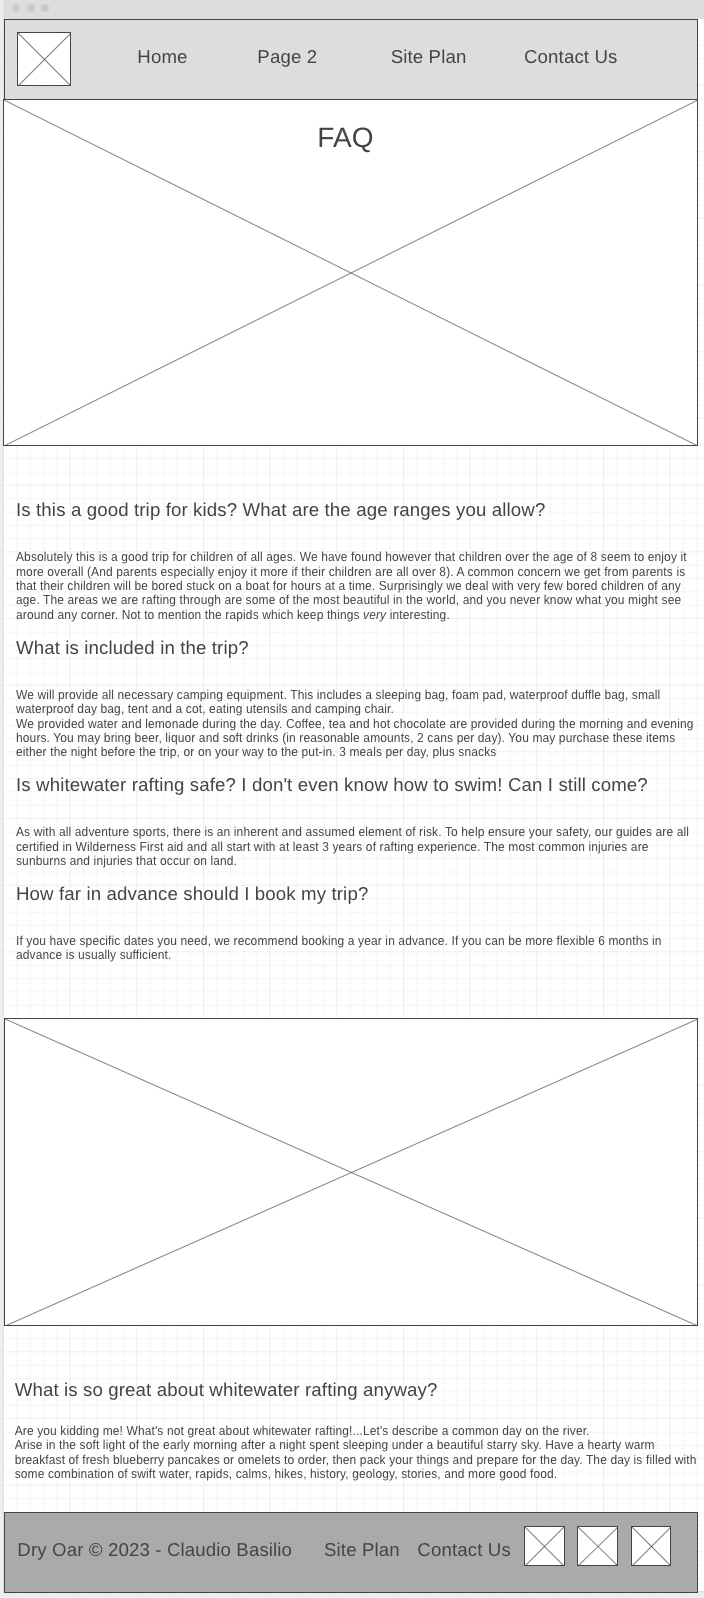 Home Page 2 Site Plan Contact Us
FAQ
Is this a good trip for kids? What are the age ranges you allow?
Absolutely this is a good trip for children of all ages. We have found however that children over the age of 8 seem to enjoy it
more overall (And parents especially enjoy it more if their children are all over 8). A common concern we get from parents is
that their children will be bored stuck on a boat for hours at a time. Surprisingly we deal with very few bored children of any
age. The areas we are rafting through are some of the most beautiful in the world, and you never know what you might see
around any corner. Not to mention the rapids which keep things very interesting.
What is included in the trip?
We will provide all necessary camping equipment. This includes a sleeping bag, foam pad, waterproof duffle bag, small
waterproof day bag, tent and a cot, eating utensils and camping chair.
We provided water and lemonade during the day. Coffee, tea and hot chocolate are provided during the morning and evening
hours. You may bring beer, liquor and soft drinks (in reasonable amounts, 2 cans per day). You may purchase these items
either the night before the trip, or on your way to the put-in. 3 meals per day, plus snacks
Is whitewater rafting safe? I don't even know how to swim! Can I still come?
As with all adventure sports, there is an inherent and assumed element of risk. To help ensure your safety, our guides are all
certified in Wilderness First aid and all start with at least 3 years of rafting experience. The most common injuries are
sunburns and injuries that occur on land.
How far in advance should I book my trip?
If you have specific dates you need, we recommend booking a year in advance. If you can be more flexible 6 months in
advance is usually sufficient.
What is so great about whitewater rafting anyway?
Are you kidding me! What's not great about whitewater rafting!...Let's describe a common day on the river.
Arise in the soft light of the early morning after a night spent sleeping under a beautiful starry sky. Have a hearty warm
breakfast of fresh blueberry pancakes or omelets to order, then pack your things and prepare for the day. The day is filled with
some combination of swift water, rapids, calms, hikes, history, geology, stories, and more good food.
Dry Oar © 2023 - Claudio Basilio Site Plan Contact Us